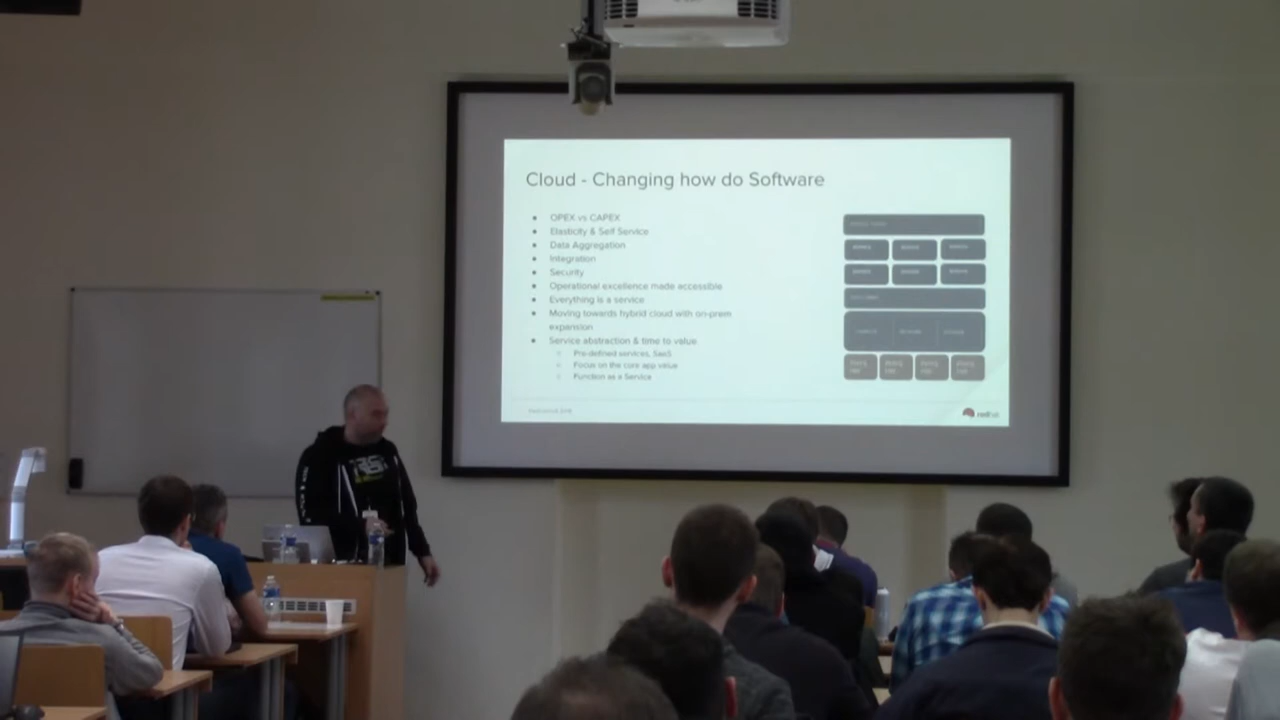 Cloud - Changing how do Software
OPEX vs CAPEX
Elasticity & Self Service
Data Aggregation
Integration
Security
Operational excellence made accessible
Everything is a service
Moving towards hybrid cloud with on-prem
expansion
Service abstraction & time to value
Pre-defined services, SaaS
Focus on the core app value
Function as a Service
redhat